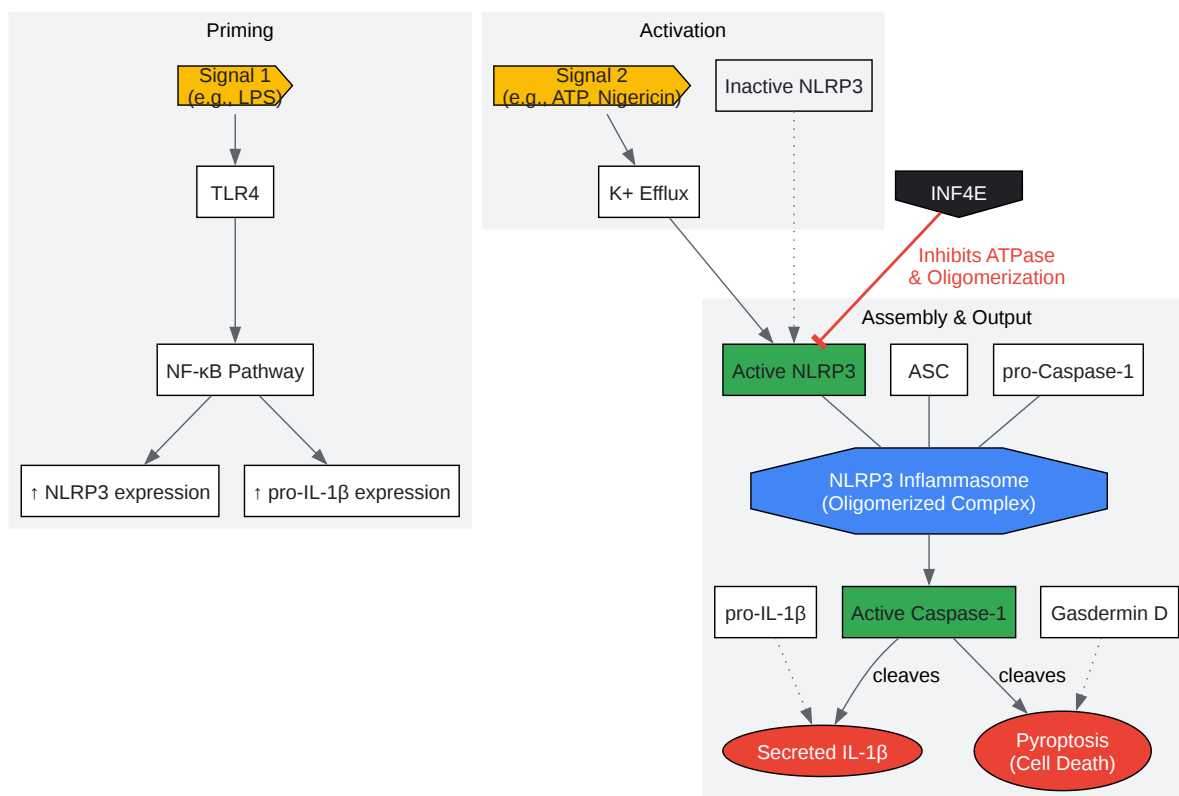 Priming
Signal 1
(e.g., LPS)
TLR4
NF-κB Pathway
↑ NLRP3 expression
↑ pro-IL-1β expression
Activation
Signal 2
(e.g., ATP, Nigericin)
Inactive NLRP3
K+ Efflux
INF4E
Inhibits ATPase
& Oligomerization
Assembly & Output
Active NLRP3
ASC
pro-Caspase-1
NLRP3 Inflammasome
(Oligomerized Complex)
pro-IL-1β
Active Caspase-1
Gasdermin D
cleaves
cleaves
Secreted IL-1β
Pyroptosis
(Cell Death)